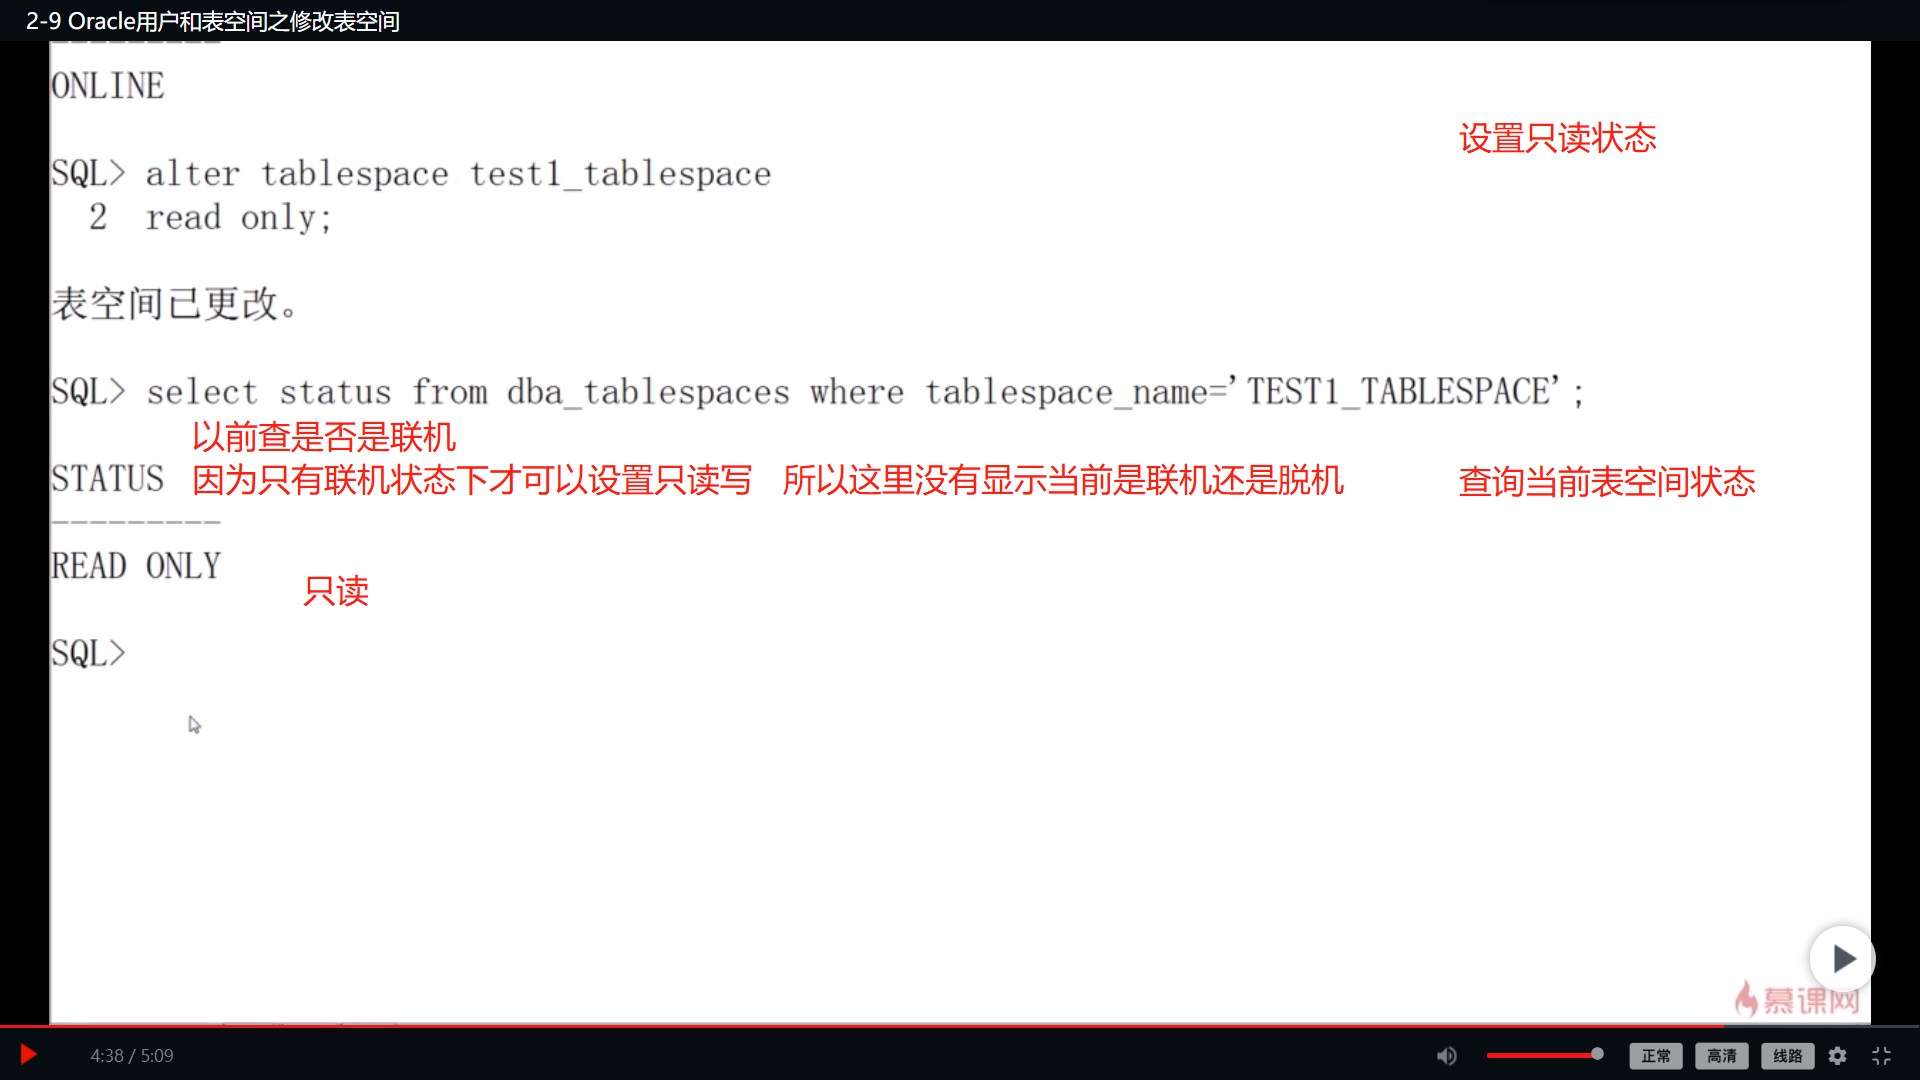 2-9 Oracle用户和表空间之修改表空间
---------
ONLINE
设置只读状态
SQL> alter tablespace test1_tablespace
2 read only;
表空间已更改。
SQL> select status from dba_tablespaces where tablespace_name='TEST1_TABLESPACE';
以前查是否是联机
STATUS 因为只有联机状态下才可以设置只读写 所以这里没有显示当前是联机还是脱机 查询当前表空间状态
---------
READ ONLY
只读
SQL>
慕课网
4:38 / 5:09 正常 高清 线路